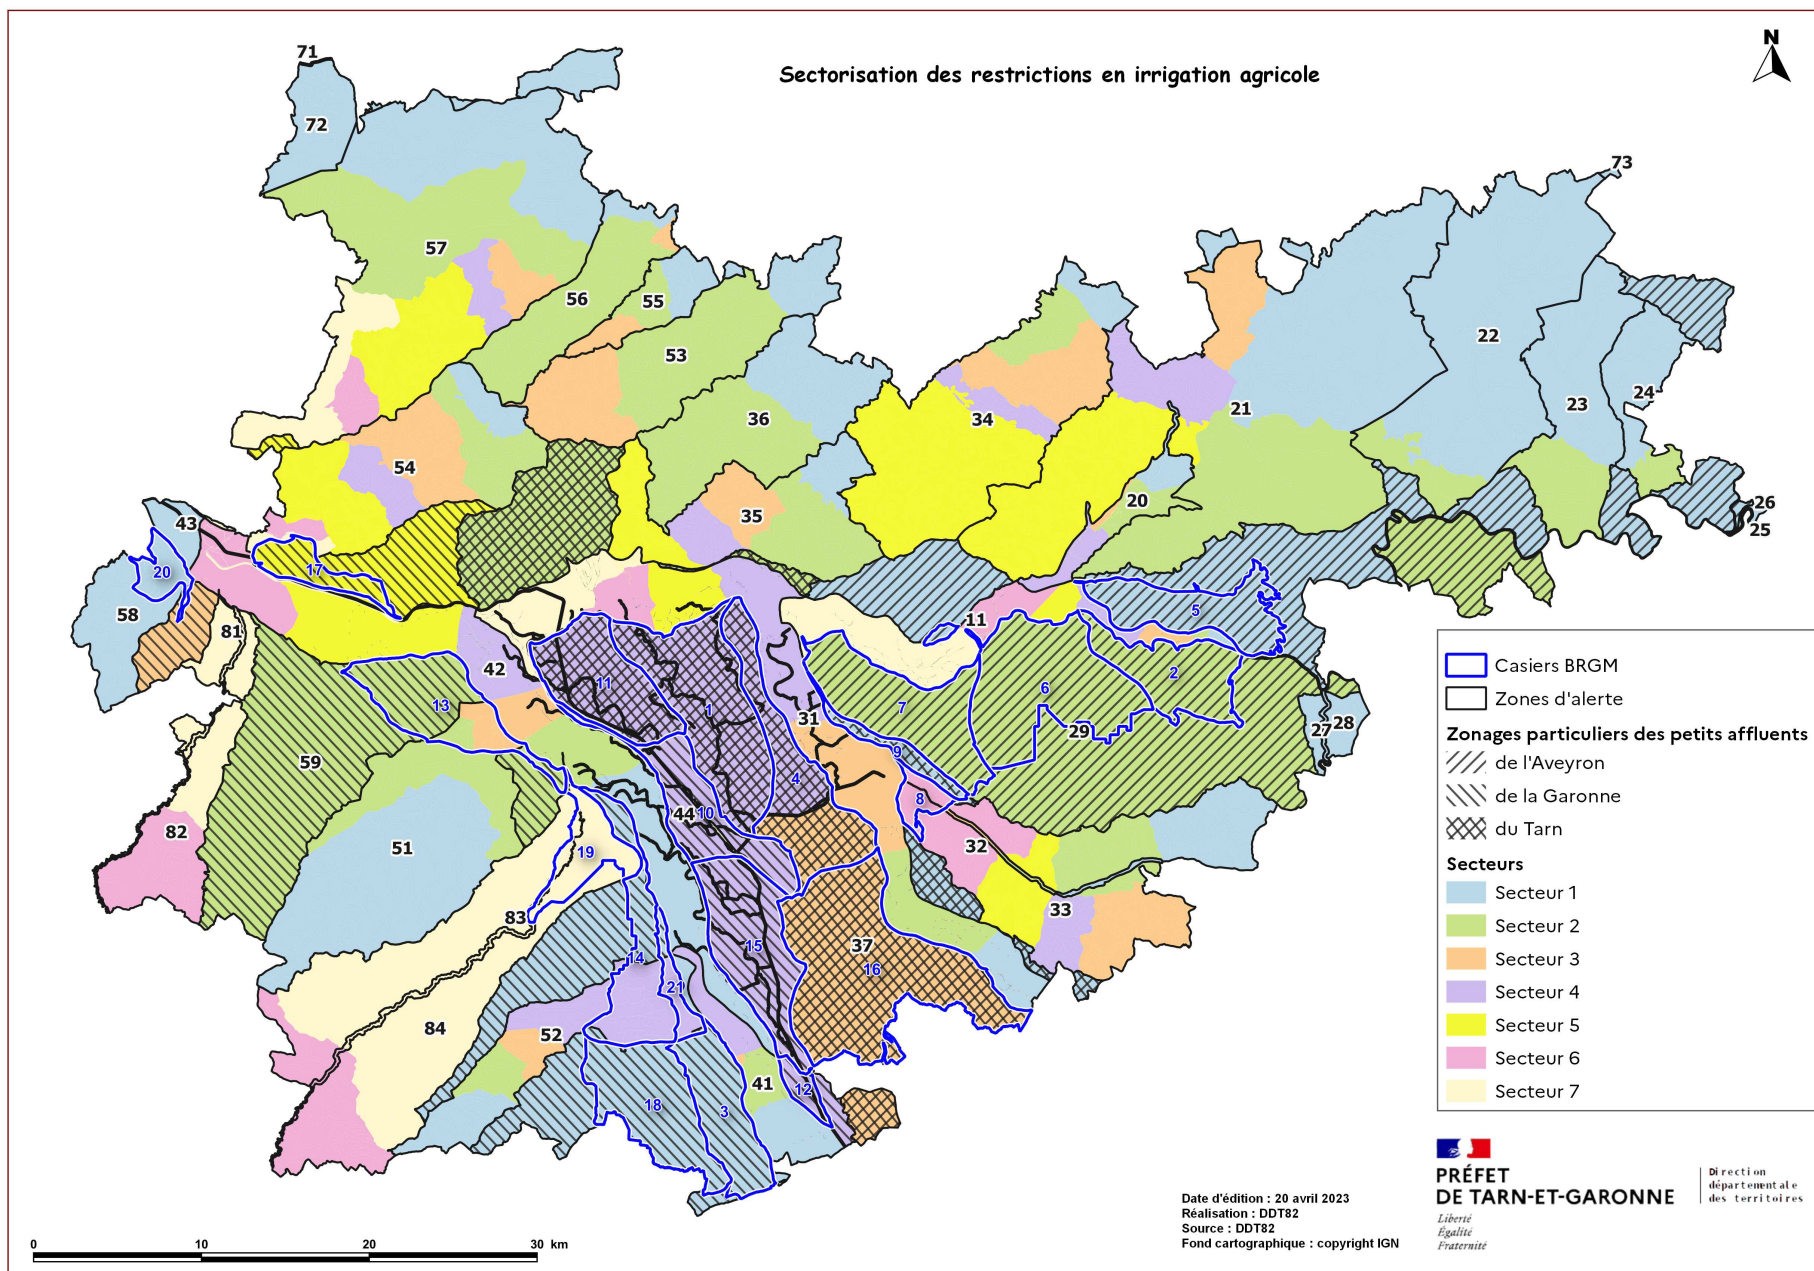 71
N
Sectorisation des restrictions en irrigation agricole
72
73
57
56
55
22
53
24
23
21
36
34
54
20
26
35
43
25
17
20
5
58
11
81
42
2
11
6
13
1
7
31
27
28
29
9
59
4
8
44
10
82
51
19
32
33
83
37
15
14
16
21
84
52
41
12
18
3
Casiers BRGM
Zones d'alerte
Zonages particuliers des petits affluents
de l'Aveyron
de la Garonne
du Tarn
Secteurs
Secteur 1
Secteur 2
Secteur 3
Secteur 4
Secteur 5
Secteur 6
Secteur 7
PRÉFET
DE TARN-ET-GARONNE
Liberté
Égalité
Fraternité
Direction
départementale
des territoires
Date d'édition : 20 avril 2023
Réalisation : DDT82
Source : DDT82
Fond cartographique : copyright IGN
0 10 20 30 km